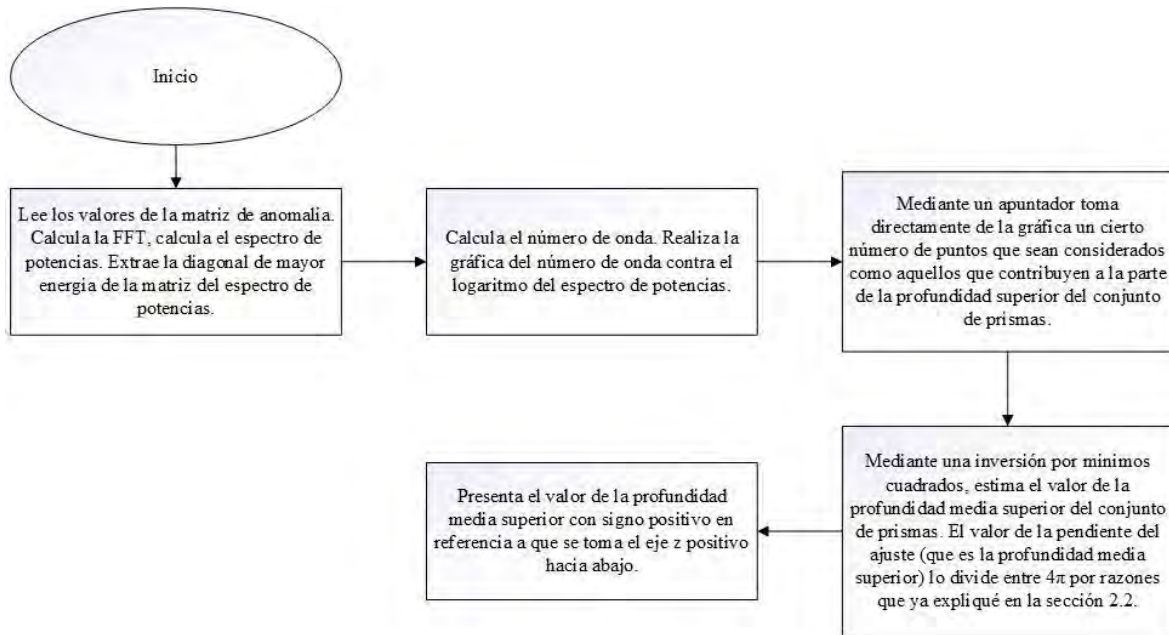 Inicio
Lee los valores de la matriz de anomalía.
Calcula la FFT, calcula el espectro de
potencias. Extrae la diagonal de mayor
energia de la matriz del espectro de
potencias.
Calcula el número de onda. Realiza la
gráfica del número de onda contra el
logaritmo del espectro de potencias.
Mediante un apuntador toma
directamente de la gráfica un cierto
número de puntos que sean considerados
como aquellos que contribuyen a la parte
de la profundidad superior del conjunto
de prismas.
Mediante una inversión por minimos
cuadrados, estima el valor de la
profundidad media superior del conjunto
de prismas. El valor de la pendiente del
ajuste (que es la profundidad media
superior) lo divide entre 4π por razones
que ya expliqué en la sección 2.2.
Presenta el valor de la profundidad
media superior con signo positivo en
referencia a que se toma el eje z positivo
hacia abajo.